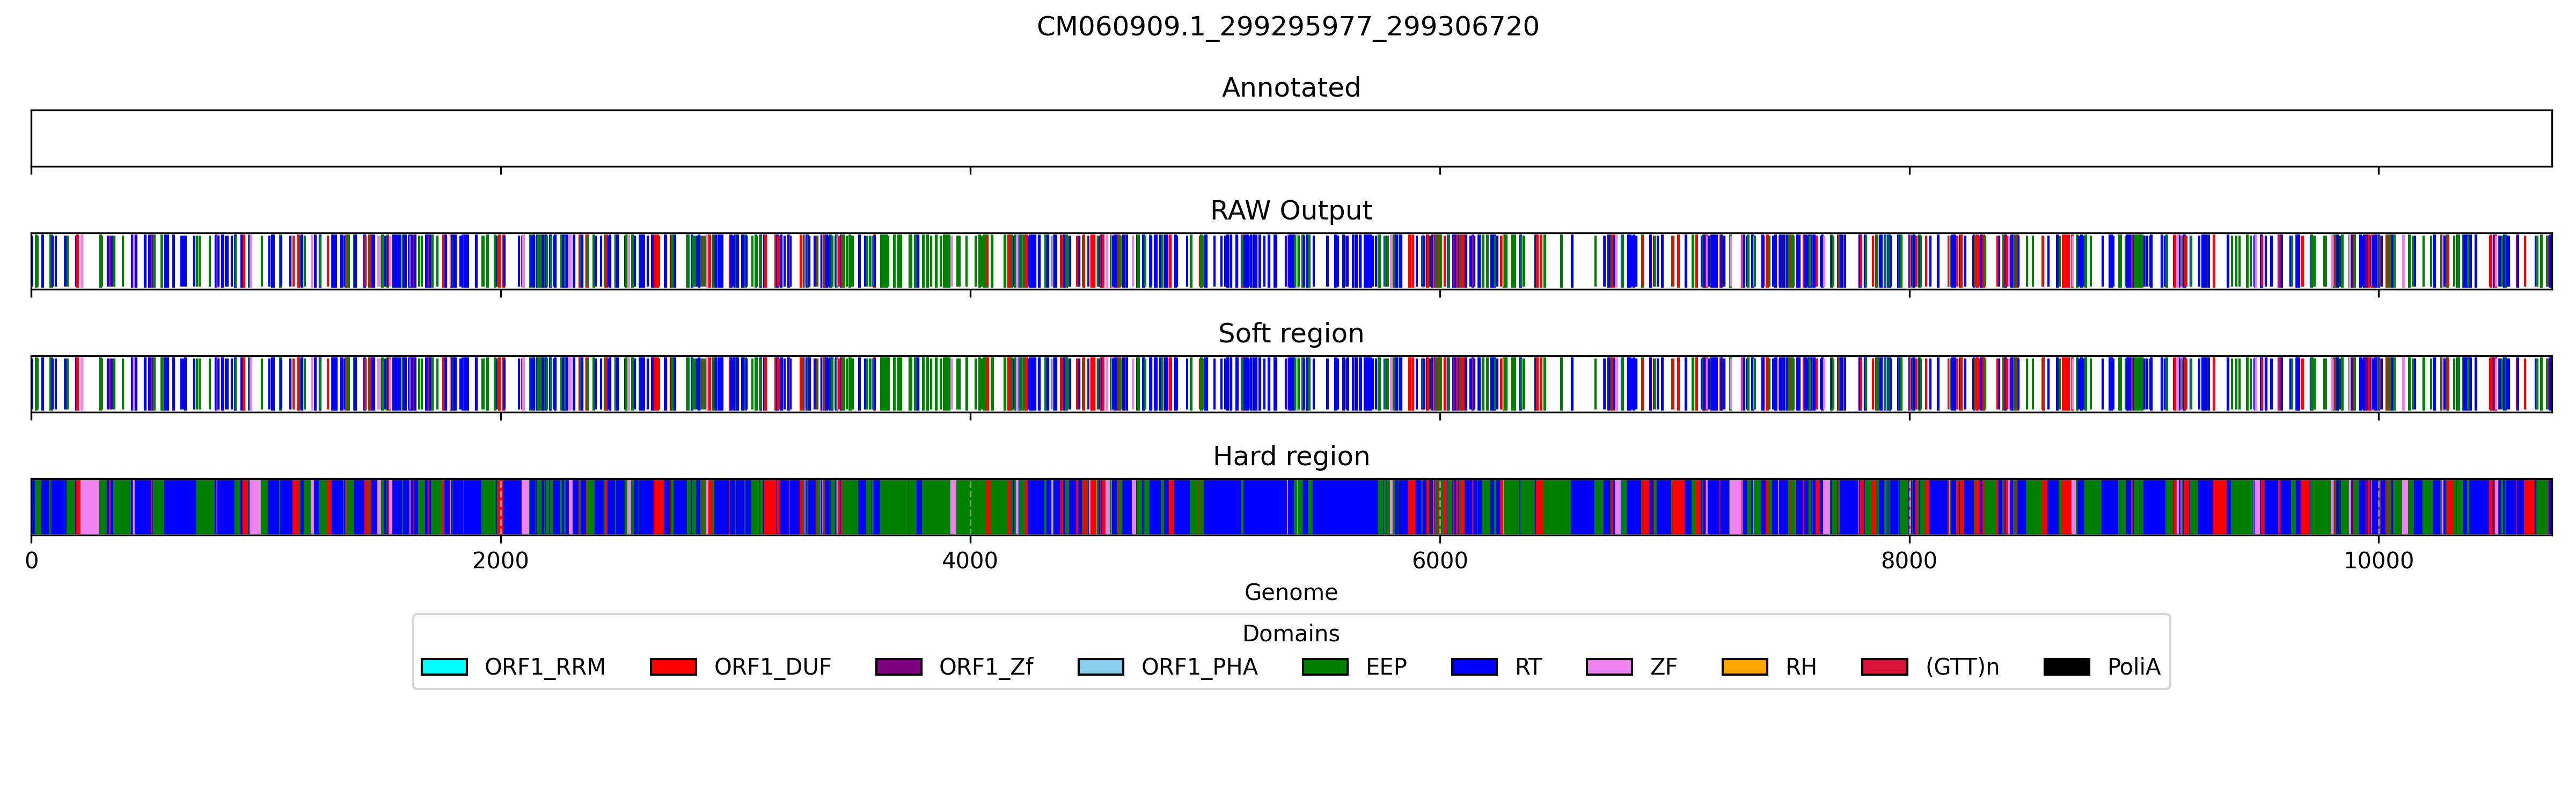 CM060909.1_299295977_299306720
Annotated
RAW Output
Soft region
Hard region
0 2000 4000 6000 8000 10000
Genome
Domains
ORF1_RRM ORF1_DUF ORF1_Zf ORF1_PHA EEP RT ZF RH (GTT)n PoliA